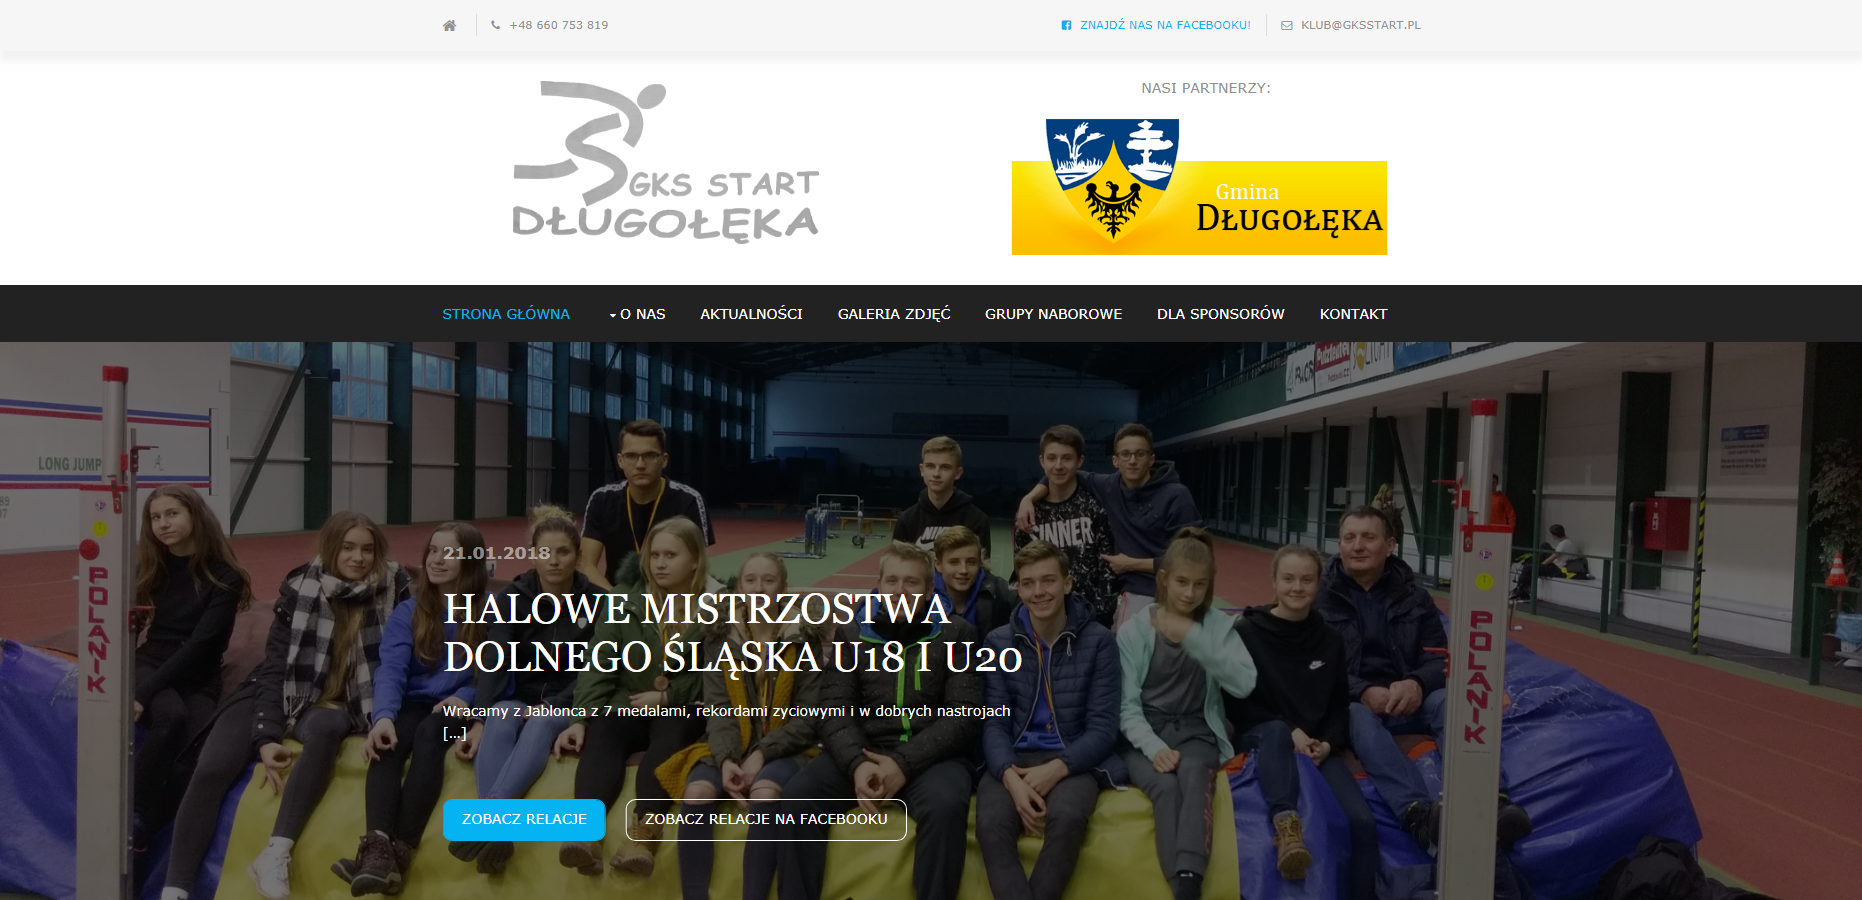 +48 660 753 819
ZNAJDŹ NAS NA FACEBOOKU!
KLUB@GKSSTART.PL
GKS START
DŁUGOŁĘKA
NASI PARTNERZY:
Gmina
DŁUGOŁĘKA
STRONA GŁÓWNA
O NAS
AKTUALNOŚCI
GALERIA ZDJĘĆ
GRUPY NABOROWE
DLA SPONSORÓW
KONTAKT
LONG JUMP
POLANIK
SINNER
POLANIK
21.01.2018
HALOWE MISTRZOSTWA
DOLNEGO ŚLĄSKA U18 I U20
Wracamy z Jablonca z 7 medalami, rekordami zyciowymi i w dobrych nastrojach
[...]
ZOBACZ RELACJE
ZOBACZ RELACJE NA FACEBOOKU